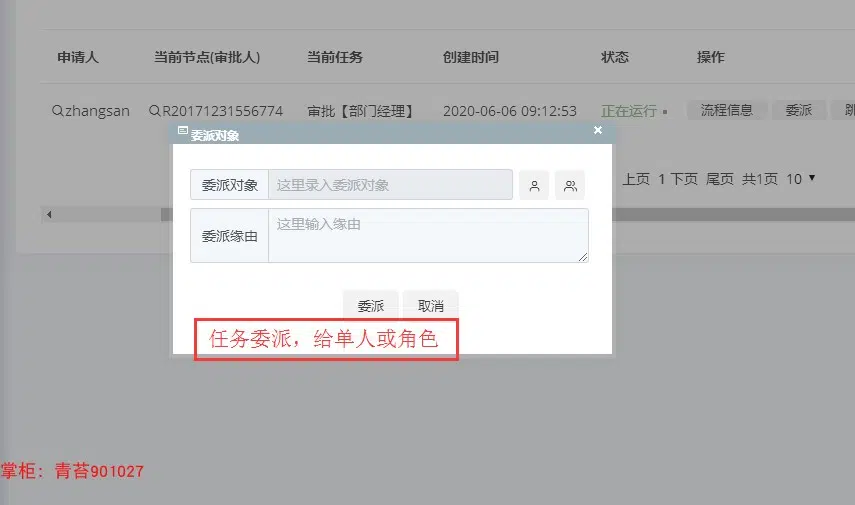 申请人 当前节点(审批人) 当前任务 创建时间 状态 操作
zhangsan R20171231556774 审批【部门经理】 2020-06-06 09:12:53 正在运行 流程信息 委派
委派对象
委派对象 这里录入委派对象
上页 1 下页 尾页 共1页 10
委派缘由 这里输入缘由
委派 取消
任务委派，给单人或角色
掌柜：青苔901027